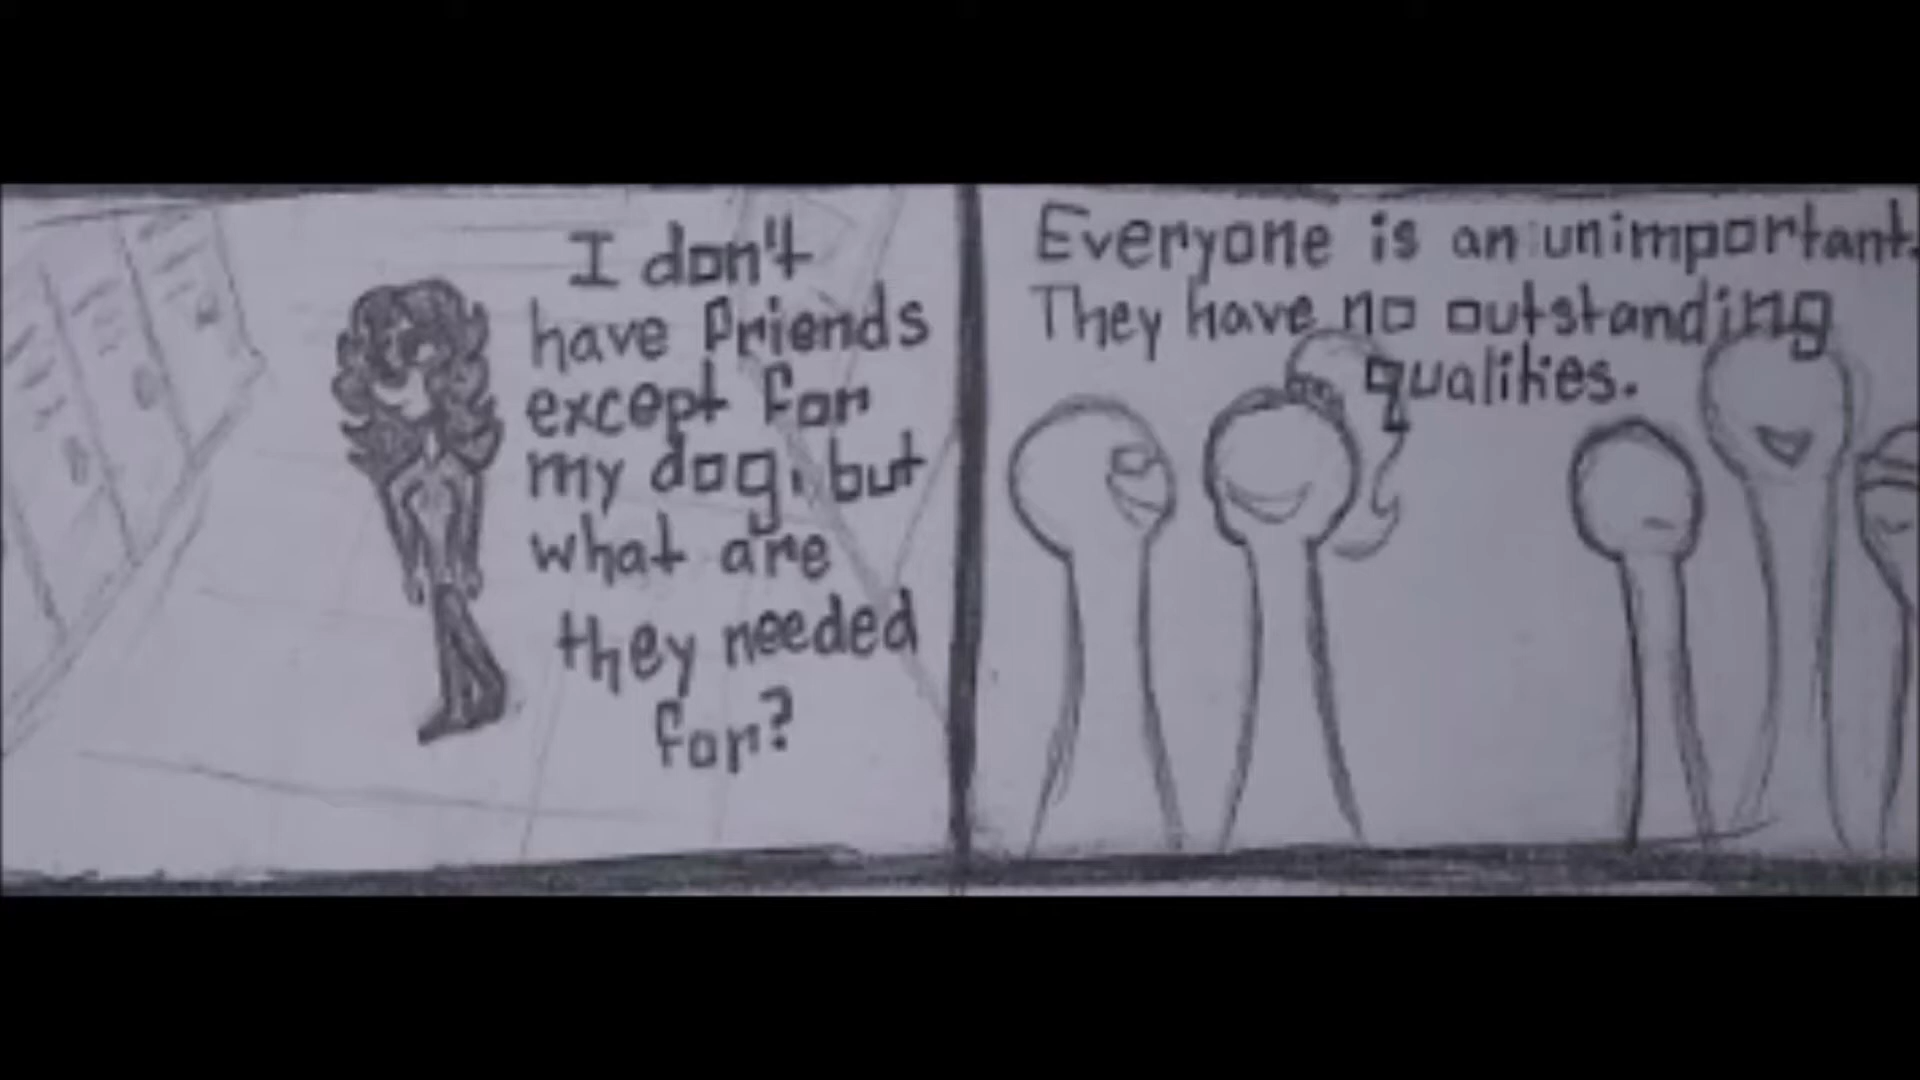 I don't
have friends
except for
my dog, but
what are
they needed
for?
Everyone is an unimportant.
They have no outstanding
qualities.